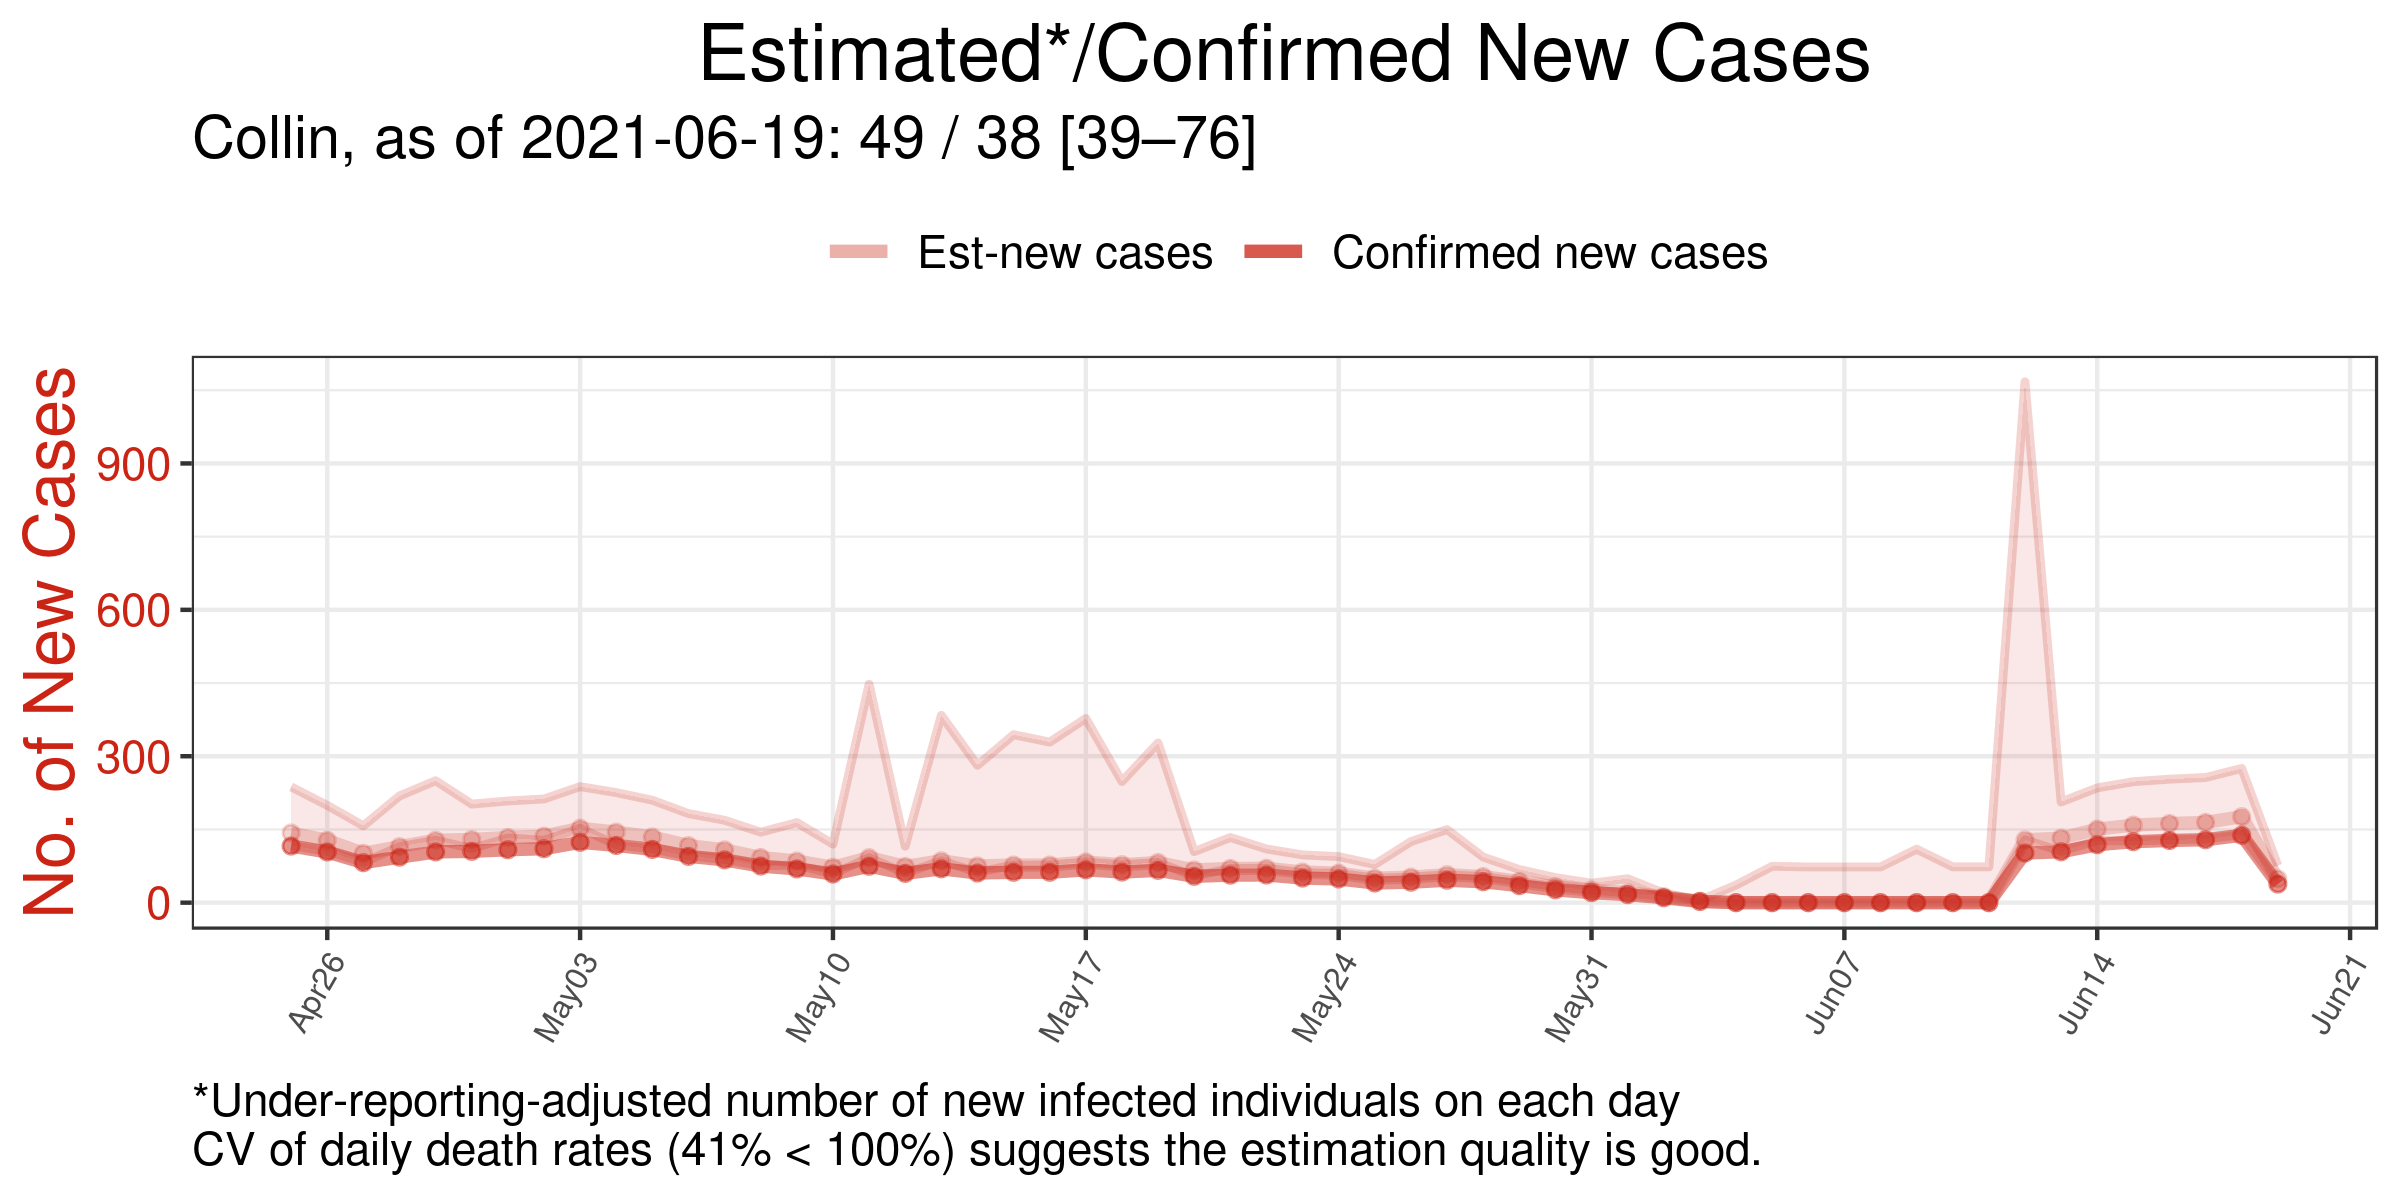 Estimated*/Confirmed New Cases
Collin, as of 2021-06-19: 49 / 38 [39–76]
Est-new cases
Confirmed new cases
No. of New Cases
900
600
300
0
Apr26
May03
May10
May17
May24
May31
Jun07
Jun14
Jun21
*Under-reporting-adjusted number of new infected individuals on each day
CV of daily death rates (41% < 100%) suggests the estimation quality is good.